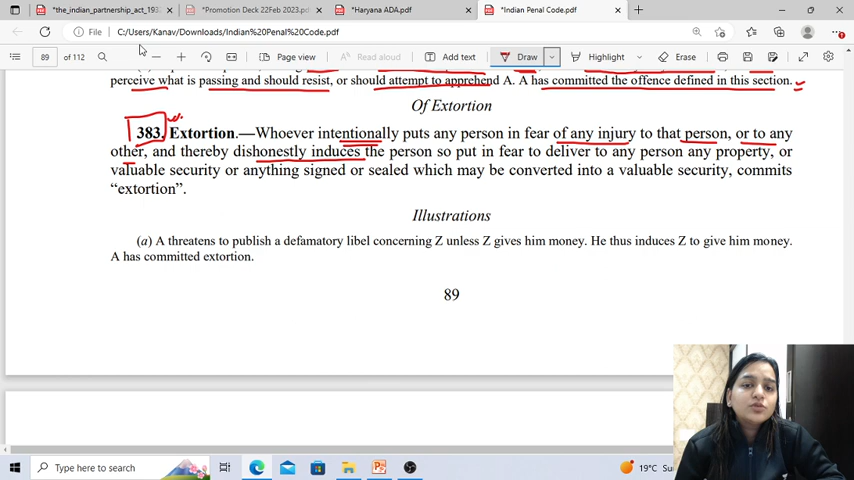 *the_indian_partnership_act_1932
*Promotion Deck 22Feb 2023.pd
*Haryana ADA.pdf
*Indian Penal Code.pdf
File
C:/Users/Kanav/Downloads/Indian%20Penal%20Code.pdf
89 of 112
Page view
Read aloud
Add text
Draw
Highlight
Erase
perceive what is passing and should resist, or should attempt to apprehend A. A has committed the offence defined in this section.
Of Extortion
383. Extortion.—Whoever intentionally puts any person in fear of any injury to that person, or to any
other, and thereby dishonestly induces the person so put in fear to deliver to any person any property, or
valuable security or anything signed or sealed which may be converted into a valuable security, commits
“extortion”.
Illustrations
(a) A threatens to publish a defamatory libel concerning Z unless Z gives him money. He thus induces Z to give him money.
A has committed extortion.
89
Type here to search
19°C